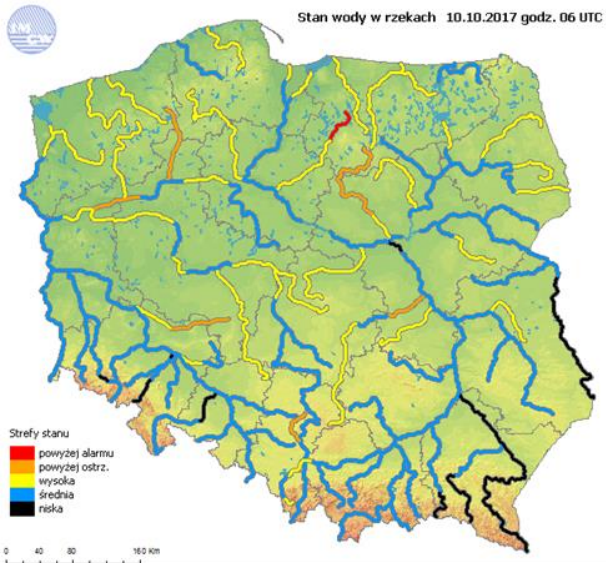 Stan wody w rzekach 10.10.2017 godz. 06 UTC
Strefy stanu
powyżej alarmu
powyżej ostrz.
wysoka
średnia
niska
0 40 80 160 Km